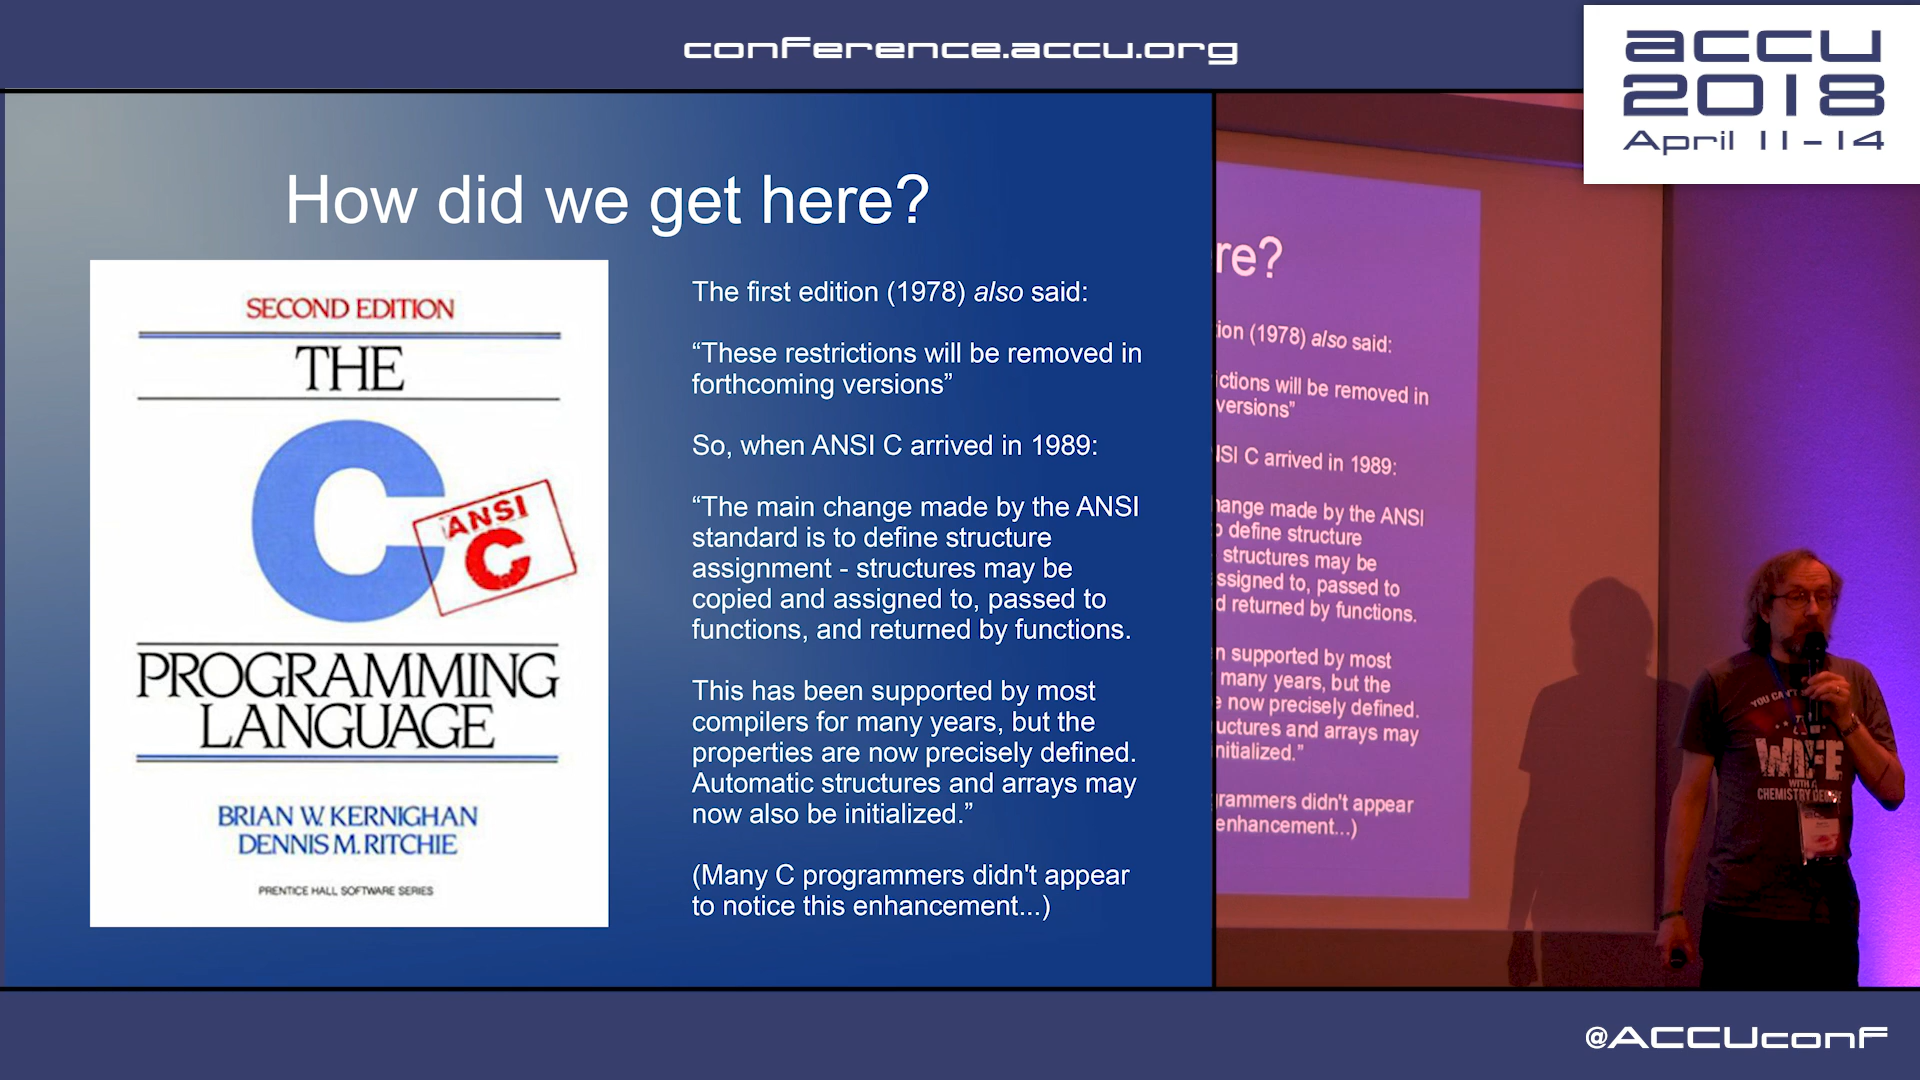 conference.accu.org
accu
2018
April 11-14
How did we get here?
SECOND EDITION
THE
C
ANSI
C
PROGRAMMING
LANGUAGE
BRIAN W. KERNIGHAN
DENNIS M. RITCHIE
PRENTICE HALL SOFTWARE SERIES
The first edition (1978) also said:
“These restrictions will be removed in
forthcoming versions”
So, when ANSI C arrived in 1989:
“The main change made by the ANSI
standard is to define structure
assignment - structures may be
copied and assigned to, passed to
functions, and returned by functions.
This has been supported by most
compilers for many years, but the
properties are now precisely defined.
Automatic structures and arrays may
now also be initialized.”
(Many C programmers didn't appear
to notice this enhancement...)
re?
ion (1978) also said:
ctions will be removed in
versions”
NSI C arrived in 1989:
ange made by the ANSI
o define structure
structures may be
ssigned to, passed to
d returned by functions.
n supported by most
many years, but the
e now precisely defined.
uctures and arrays may
nitialized.”
rammers didn't appear
enhancement...)
YOU CAN'T
WIFE
WITH A
CHEMISTRY
@ACCUconf